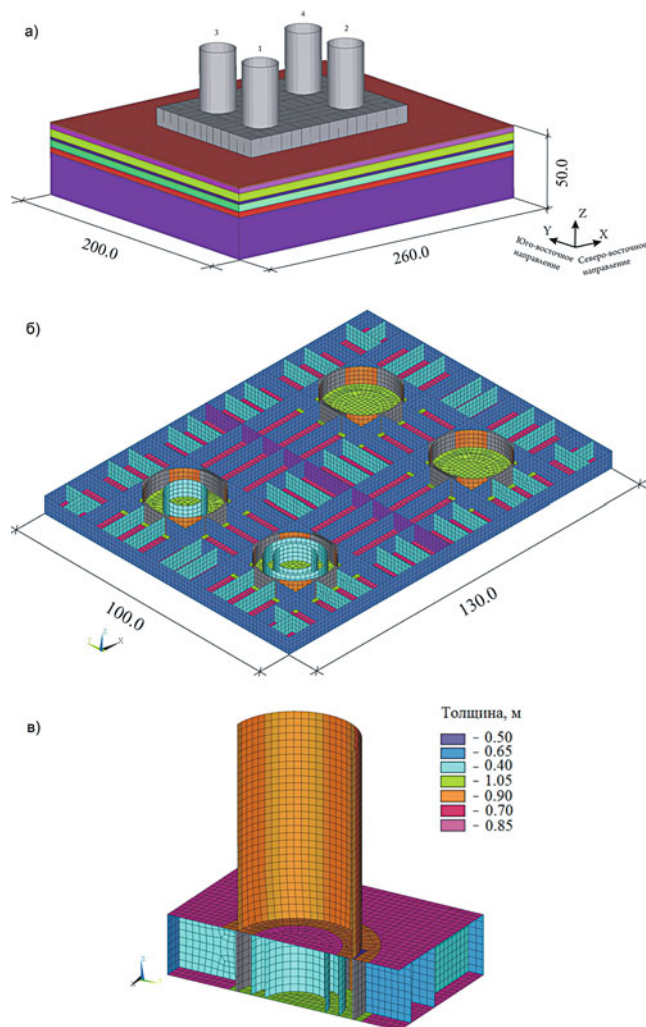 а)
3
1
4
2
50.0
200.0
260.0
Z
Y
X
Юго-восточное направление
Северо-восточное направление
б)
100.0
130.0
Z
Y
X
в)
Толщина, м
- 0.50
- 0.65
- 0.40
- 1.05
- 0.90
- 0.70
- 0.85
Z
X